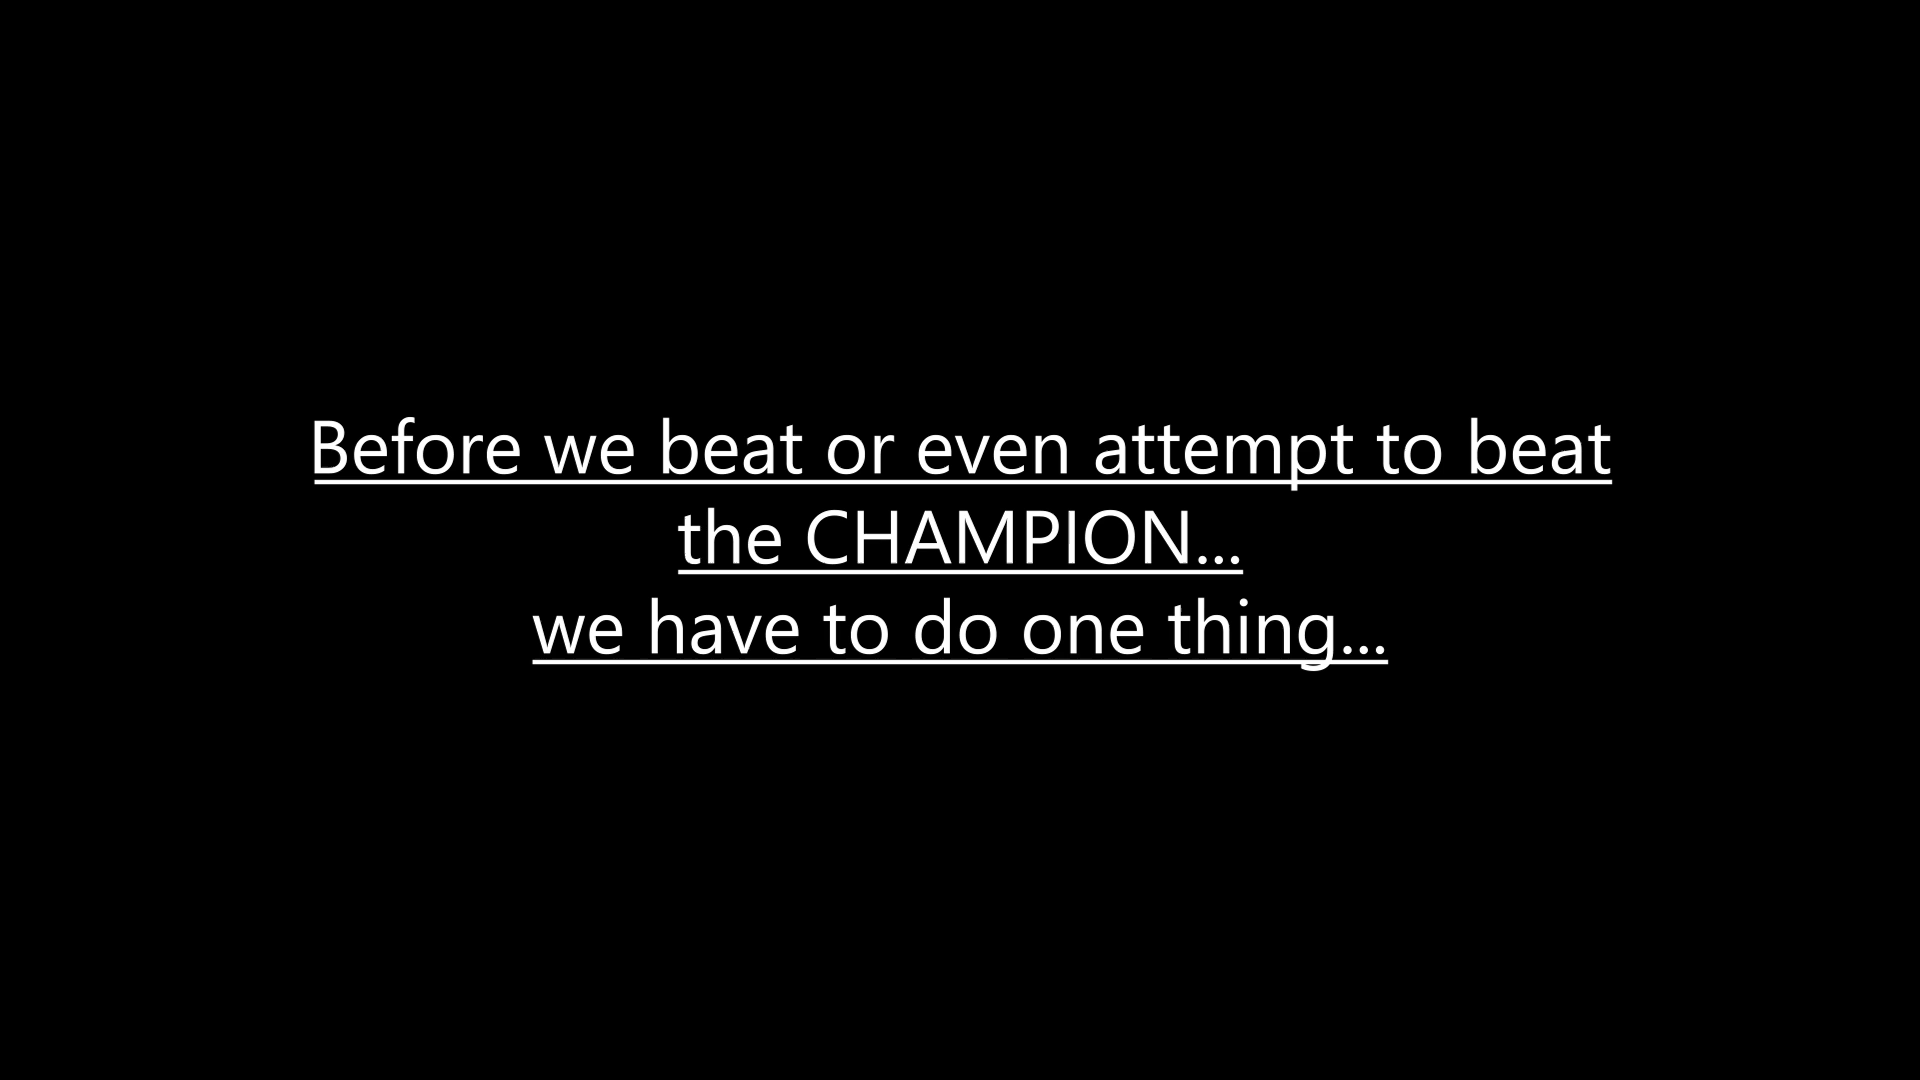 Before we beat or even attempt to beat
the CHAMPION...
we have to do one thing...